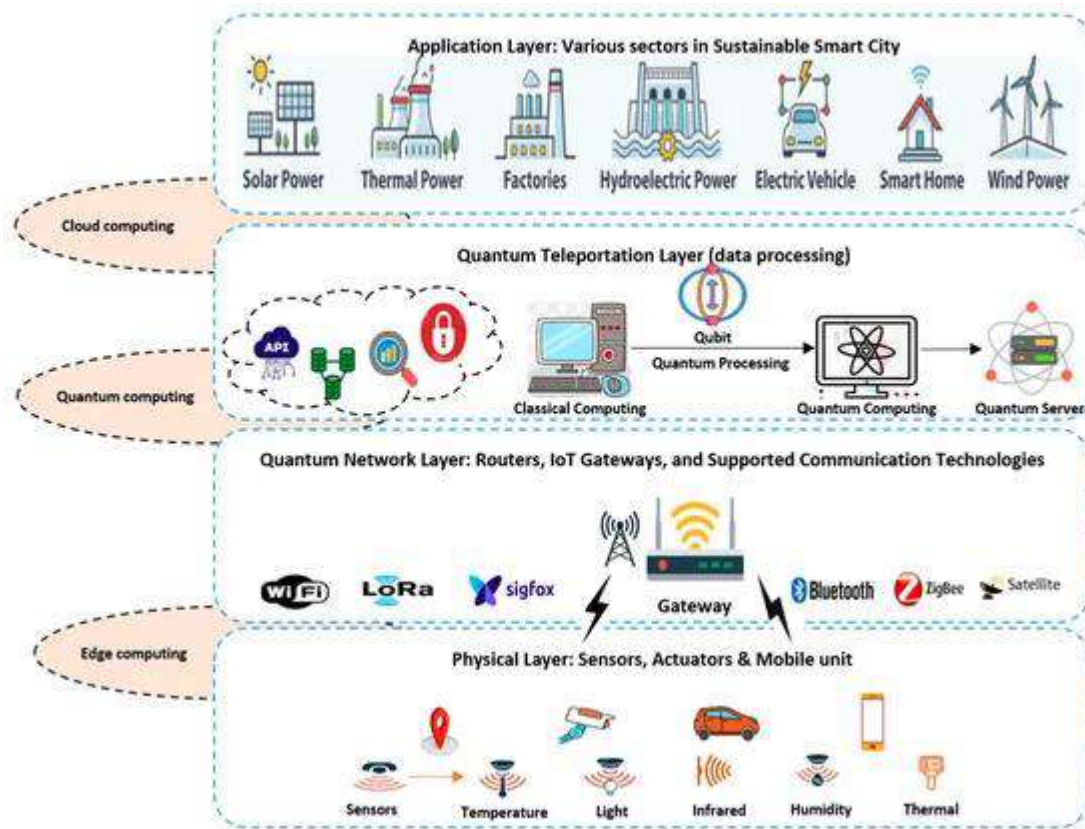 Application Layer: Various sectors in Sustainable Smart City
Solar Power Thermal Power Factories Hydroelectric Power Electric Vehicle Smart Home Wind Power
Cloud computing
Quantum Teleportation Layer (data processing)
API
Qubit
Quantum Processing
Classical Computing Quantum Computing Quantum Server
Quantum computing
Quantum Network Layer: Routers, IoT Gateways, and Supported Communication Technologies
WiFi LoRa sigfox Bluetooth ZigBee Satellite
Gateway
Edge computing
Physical Layer: Sensors, Actuators & Mobile unit
Sensors Temperature Light Infrared Humidity Thermal